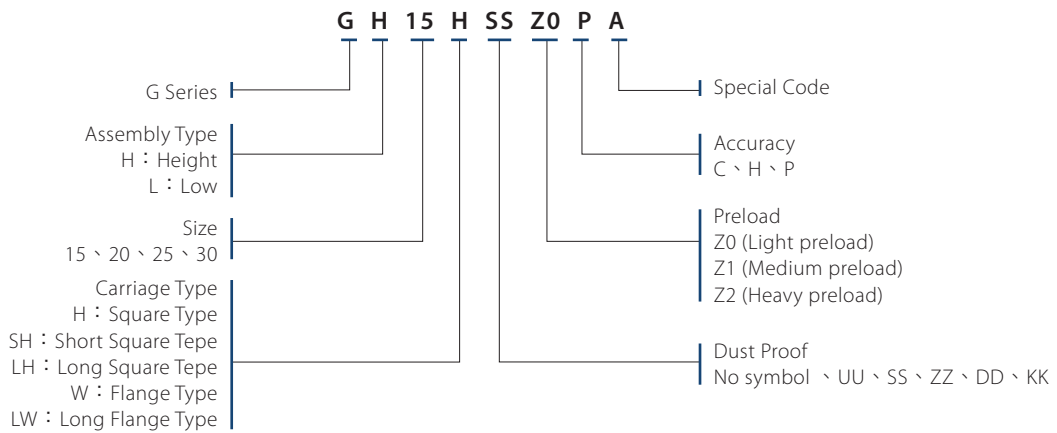 G H 15 H SS Z0 P A
G Series
Assembly Type
H：Height
L：Low
Size
15、20、25、30
Carriage Type
H：Square Type
SH：Short Square Tepe
LH：Long Square Tepe
W：Flange Type
LW：Long Flange Type
Special Code
Accuracy
C、H、P
Preload
Z0 (Light preload)
Z1 (Medium preload)
Z2 (Heavy preload)
Dust Proof
No symbol 、UU、SS、ZZ、DD、KK